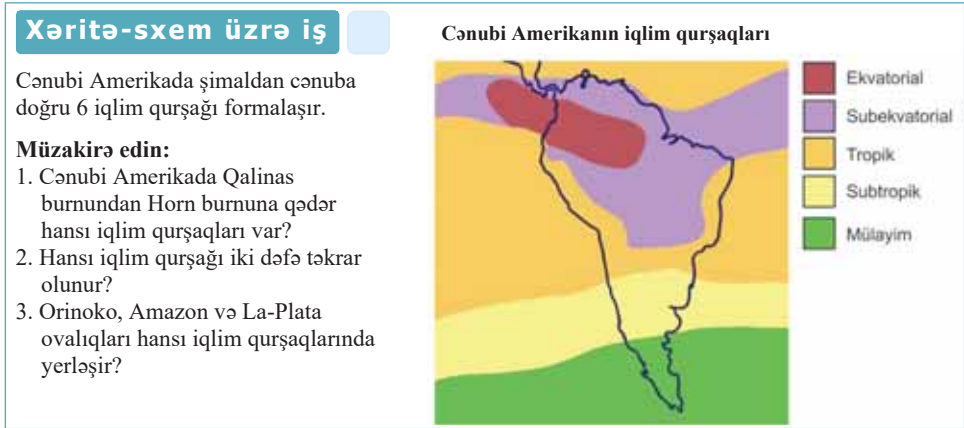 Xəritə-sxem üzrə iş
Cənubi Amerikada şimaldan cənuba
doğru 6 iqlim qurşağı formalaşır.
Müzakirə edin:
1. Cənubi Amerikada Qalinas
burnundan Horn burnuna qədər
hansı iqlim qurşaqları var?
2. Hansı iqlim qurşağı iki dəfə təkrar
olunur?
3. Orinoko, Amazon və La-Plata
ovalıqları hansı iqlim qurşaqlarında
yerləşir?
Cənubi Amerikanın iqlim qurşaqları
Ekvatorial
Subekvatorial
Tropik
Subtropik
Mülayim